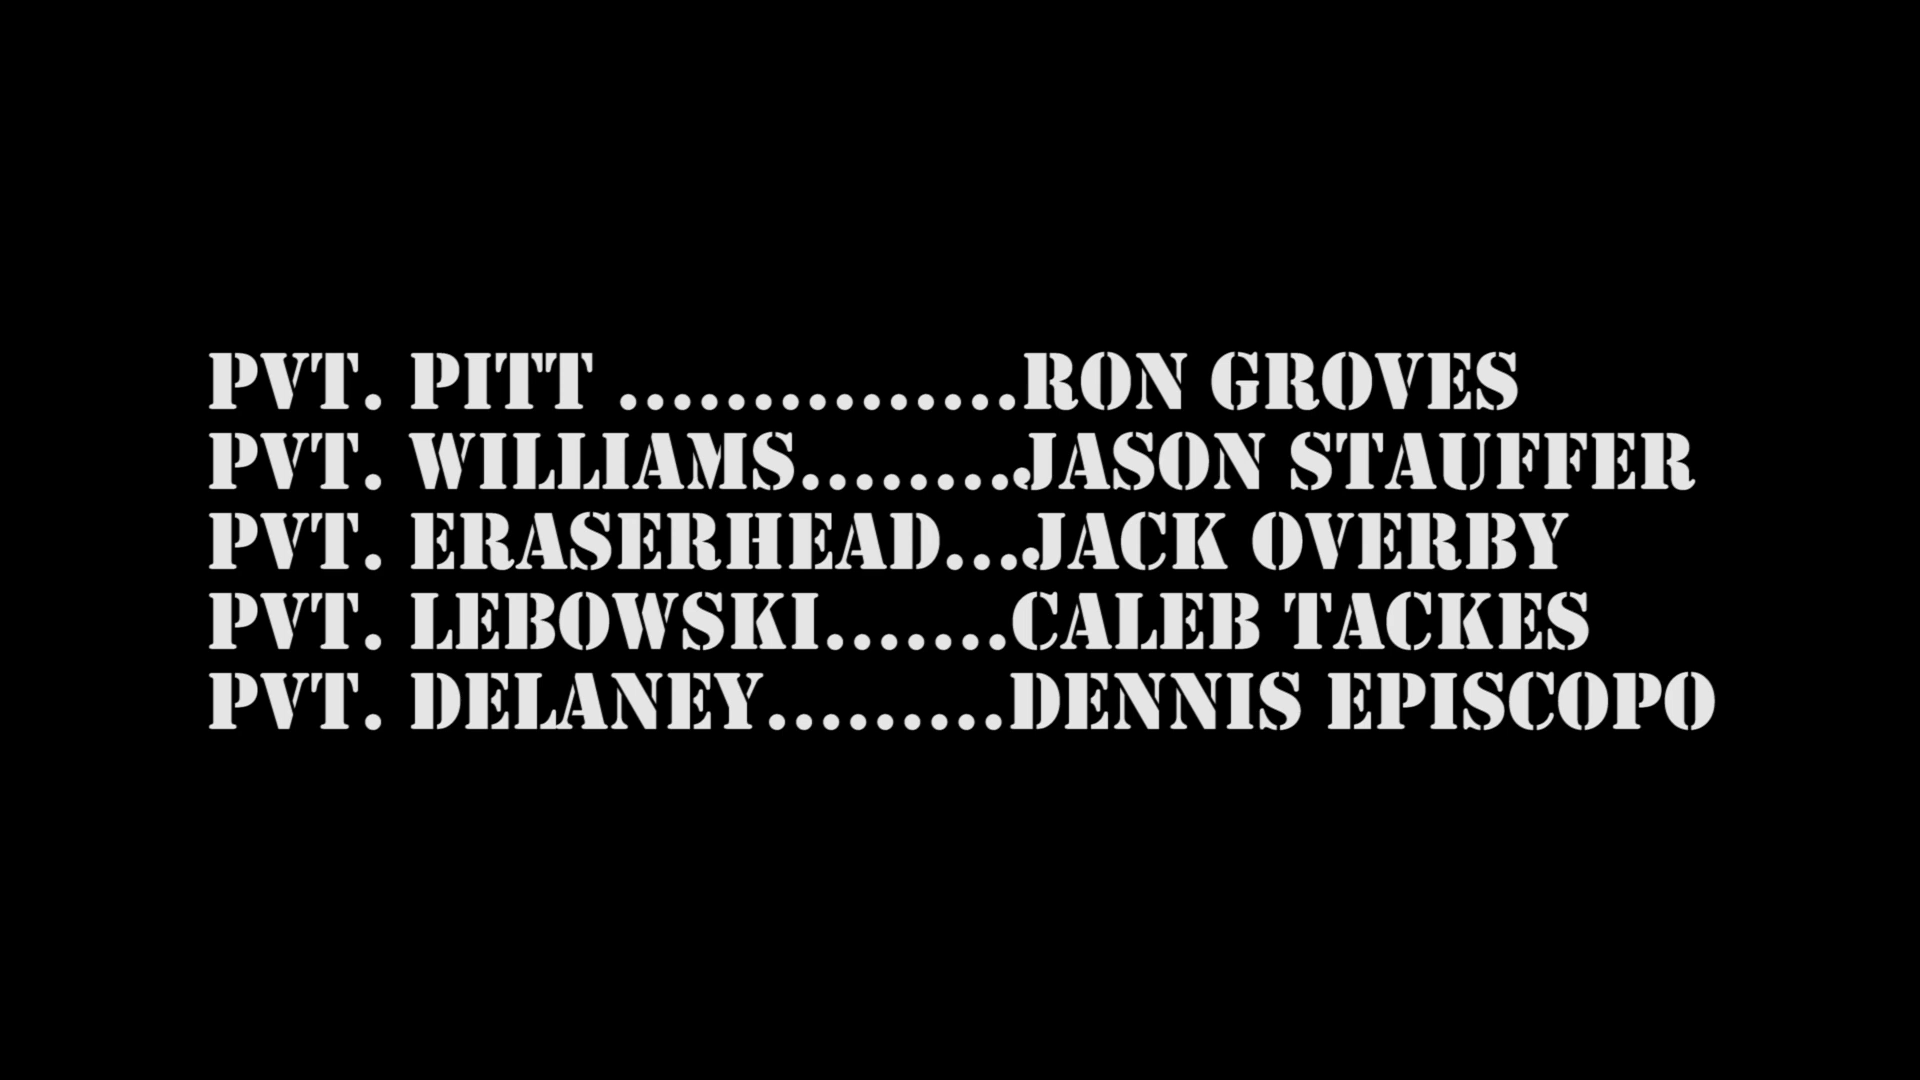 PVT. PITT ...............RON GROVES
PVT. WILLIAMS........JASON STAUFFER
PVT. ERASERHEAD...JACK OVERBY
PVT. LEBOWSKI.......CALEB TACKES
PVT. DELANEY.........DENNIS EPISCOPO